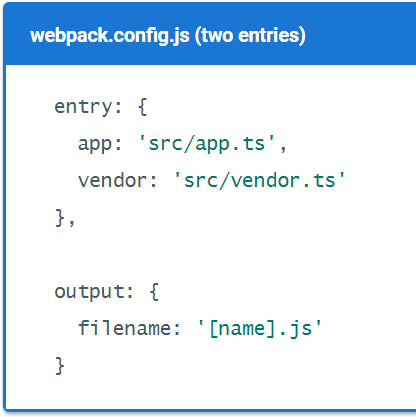 webpack.config.js (two entries)
entry: {
app: 'src/app.ts',
vendor: 'src/vendor.ts'
},
output: {
filename: '[name].js'
}